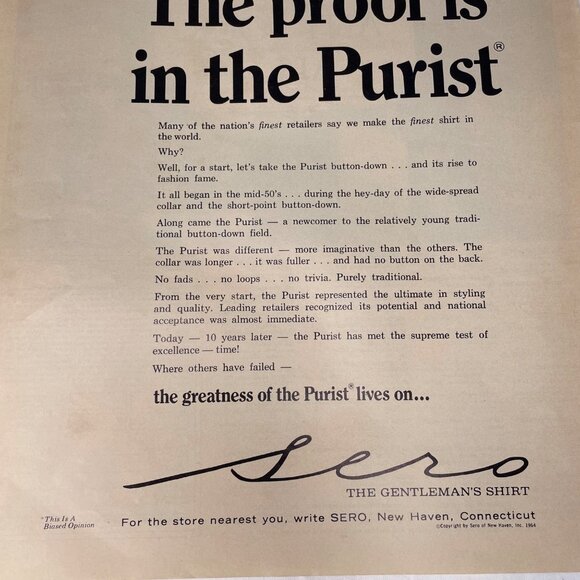 The proof is
in the Purist®
Many of the nation's finest retailers say we make the finest shirt in
the world.
Why?
Well, for a start, let's take the Purist button-down . . . and its rise to
fashion fame.
It all began in the mid-50's . . . during the hey-day of the wide-spread
collar and the short-point button-down.
Along came the Purist — a newcomer to the relatively young tradi-
tional button-down field.
The Purist was different — more imaginative than the others. The
collar was longer . . . it was fuller . . . and had no button on the back.
No fads . . . no loops . . . no trivia. Purely traditional.
From the very start, the Purist represented the ultimate in styling
and quality. Leading retailers recognized its potential and national
acceptance was almost immediate.
Today — 10 years later — the Purist has met the supreme test of
excellence — time!
Where others have failed —
the greatness of the Purist® lives on...
Sero
THE GENTLEMAN'S SHIRT
*This Is A
Biased Opinion
For the store nearest you, write SERO, New Haven, Connecticut
©Copyright by Sero of New Haven, Inc. 1964